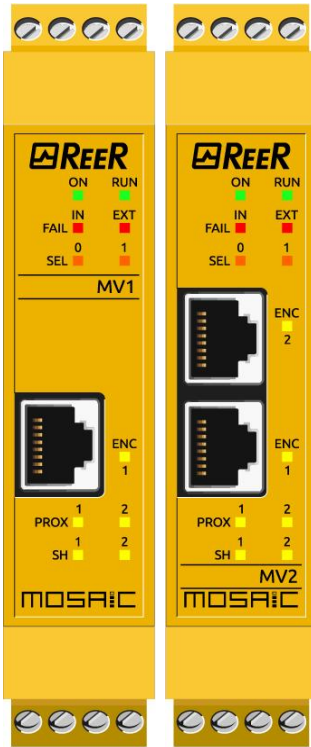 REER
ON RUN
IN EXT
FAIL
0 1
SEL
MV1
ENC
1
1 2
PROX
1 2
SH
MOSAIC
REER
ON RUN
IN EXT
FAIL
0 1
SEL
ENC
2
ENC
1
1 2
PROX
1 2
SH
MV2
MOSAIC